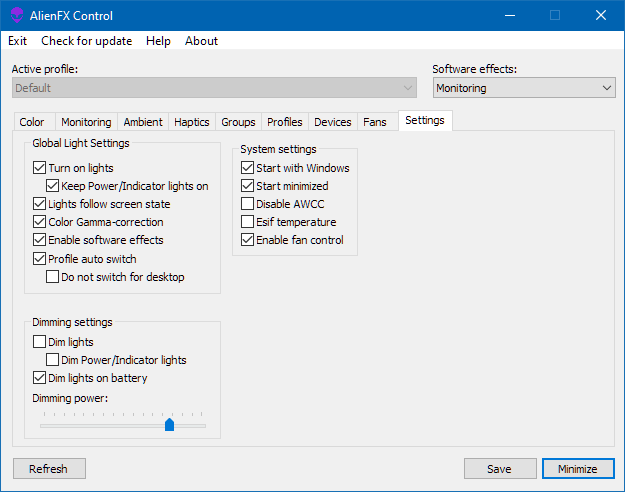 AlienFX Control
Exit Check for update Help About
Active profile:
Software effects:
Default
Monitoring
Color Monitoring Ambient Haptics Groups Profiles Devices Fans Settings
Global Light Settings
Turn on lights
Keep Power/Indicator lights on
Lights follow screen state
Color Gamma-correction
Enable software effects
Profile auto switch
Do not switch for desktop
System settings
Start with Windows
Start minimized
Disable AWCC
Esif temperature
Enable fan control
Dimming settings
Dim lights
Dim Power/Indicator lights
Dim lights on battery
Dimming power:
Refresh
Save
Minimize